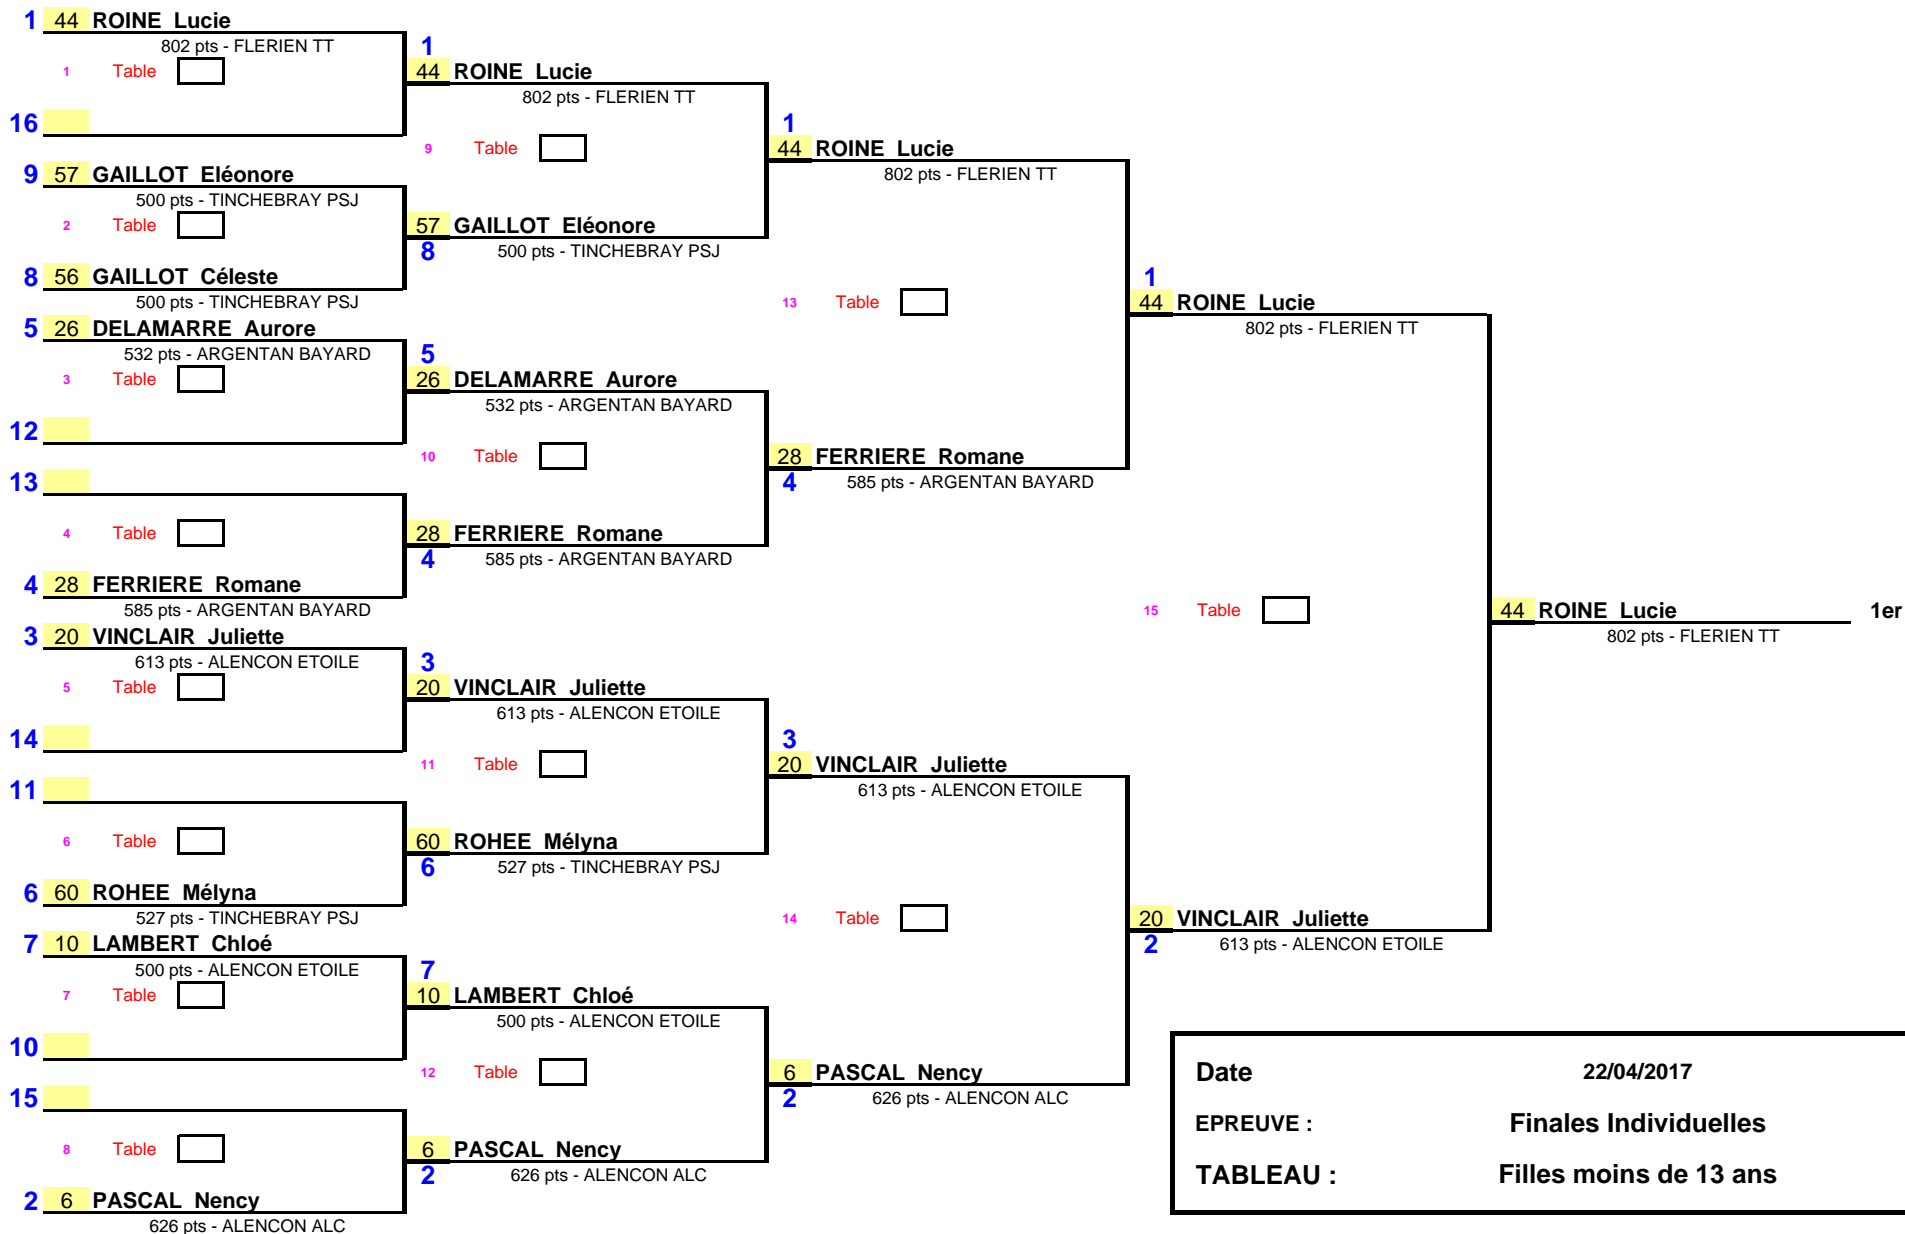 1 44 ROINE Lucie
802 pts - FLERIEN TT
1 Table
16
9 57 GAILLOT Eléonore
500 pts - TINCHEBRAY PSJ
2 Table
8 56 GAILLOT Céleste
500 pts - TINCHEBRAY PSJ
5 26 DELAMARRE Aurore
532 pts - ARGENTAN BAYARD
3 Table
12
13
4 Table
4 28 FERRIERE Romane
585 pts - ARGENTAN BAYARD
3 20 VINCLAIR Juliette
613 pts - ALENCON ETOILE
5 Table
14
11
6 Table
6 60 ROHEE Mélyna
527 pts - TINCHEBRAY PSJ
7 10 LAMBERT Chloé
500 pts - ALENCON ETOILE
7 Table
10
15
8 Table
2 6 PASCAL Nency
626 pts - ALENCON ALC
1
44 ROINE Lucie
802 pts - FLERIEN TT
9 Table
57 GAILLOT Eléonore
8 500 pts - TINCHEBRAY PSJ
5
26 DELAMARRE Aurore
532 pts - ARGENTAN BAYARD
10 Table
28 FERRIERE Romane
4 585 pts - ARGENTAN BAYARD
3
20 VINCLAIR Juliette
613 pts - ALENCON ETOILE
11 Table
60 ROHEE Mélyna
6 527 pts - TINCHEBRAY PSJ
7
10 LAMBERT Chloé
500 pts - ALENCON ETOILE
12 Table
6 PASCAL Nency
2 626 pts - ALENCON ALC
1
44 ROINE Lucie
802 pts - FLERIEN TT
13 Table
28 FERRIERE Romane
4 585 pts - ARGENTAN BAYARD
3
20 VINCLAIR Juliette
613 pts - ALENCON ETOILE
14 Table
6 PASCAL Nency
2 626 pts - ALENCON ALC
1
44 ROINE Lucie
802 pts - FLERIEN TT
15 Table
20 VINCLAIR Juliette
2 613 pts - ALENCON ETOILE
44 ROINE Lucie 1er
802 pts - FLERIEN TT
Date 22/04/2017
EPREUVE : Finales Individuelles
TABLEAU : Filles moins de 13 ans